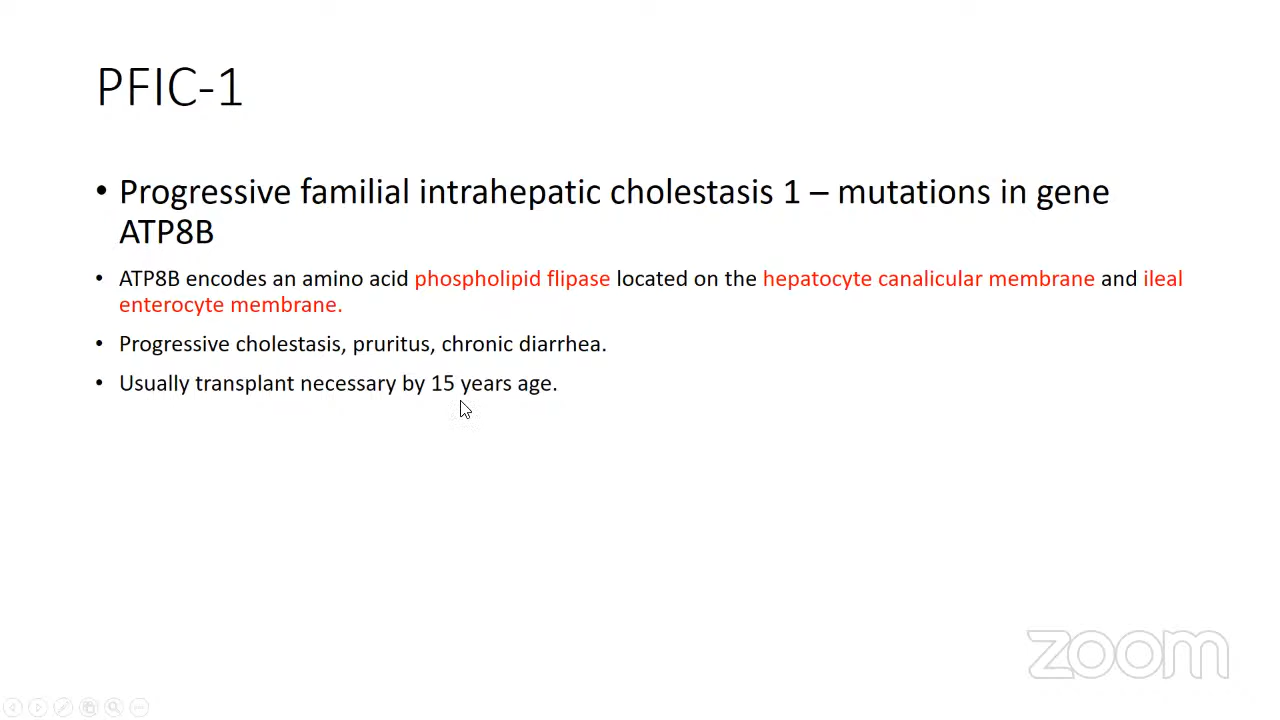 PFIC-1
• Progressive familial intrahepatic cholestasis 1 – mutations in gene
ATP8B
• ATP8B encodes an amino acid phospholipid flipase located on the hepatocyte canalicular membrane and ileal
enterocyte membrane.
• Progressive cholestasis, pruritus, chronic diarrhea.
• Usually transplant necessary by 15 years age.
zoom